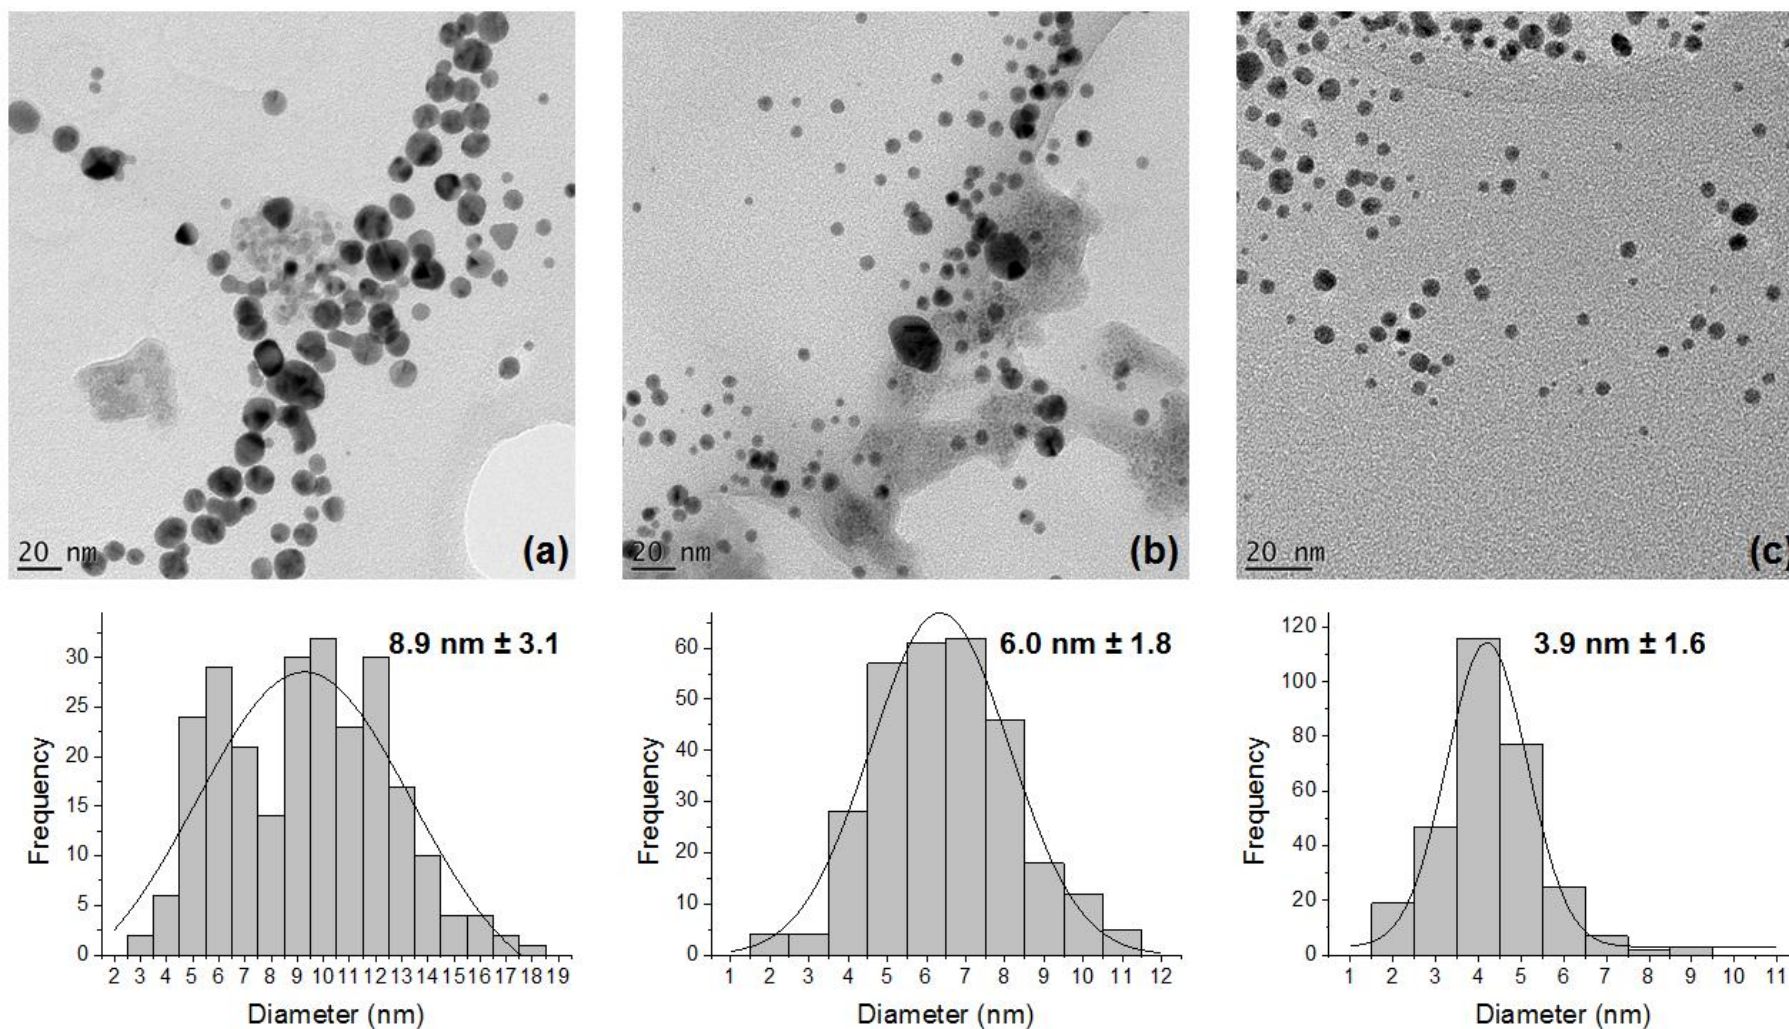 20 nm
(a)
20 nm
(b)
20 nm
(c)
8.9 nm ± 3.1
Frequency
30
25
20
15
10
5
0
2 3 4 5 6 7 8 9 10 11 12 13 14 15 16 17 18 19
Diameter (nm)
6.0 nm ± 1.8
Frequency
60
50
40
30
20
10
0
1 2 3 4 5 6 7 8 9 10 11 12
Diameter (nm)
3.9 nm ± 1.6
Frequency
120
100
80
60
40
20
0
1 2 3 4 5 6 7 8 9 10 11
Diameter (nm)